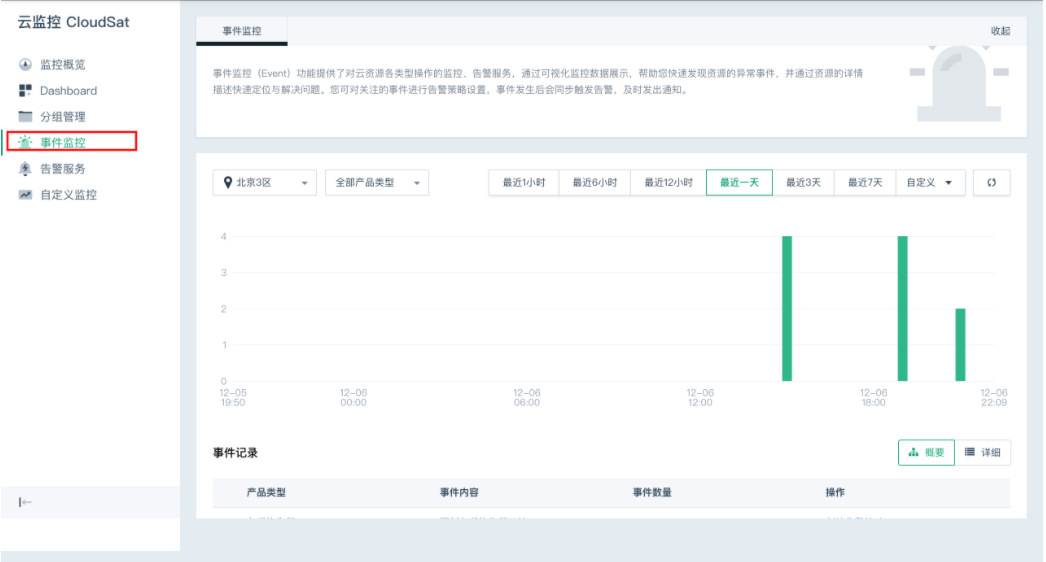 云监控 CloudSat
监控概览
Dashboard
分组管理
事件监控
告警服务
自定义监控
事件监控
收起
事件监控（Event）功能提供了对云资源各类型操作的监控、告警服务，通过可视化监控数据展示，帮助您快速发现资源的异常事件，并通过资源的详情
描述快速定位与解决问题。您可对关注的事件进行告警策略设置，事件发生后会同步触发告警，及时发出通知。
北京3区 全部产品类型 最近1小时 最近6小时 最近12小时 最近一天 最近3天 最近7天 自定义
4
3
2
1
0
12-05 12-06 12-06 12-06 12-06 12-06
19:50 00:00 06:00 12:00 18:00 22:09
事件记录
概要 详细
产品类型 事件内容 事件数量 操作